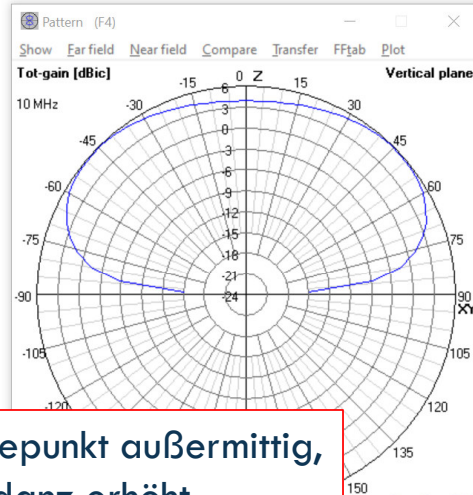 Pattern (F4)
Show Far field Near field Compare Transfer FFtab Plot
Tot-gain [dBic] 0 Z Vertical plane
-15 6 15
10 MHz
-30 3 30
-45 0 45
-3
-60 -6 60
-9
-12
-75 -15 75
-18
-21
-90 -24 90
XY
-105 105
-120 120
135
150
außermittig,
erhöht